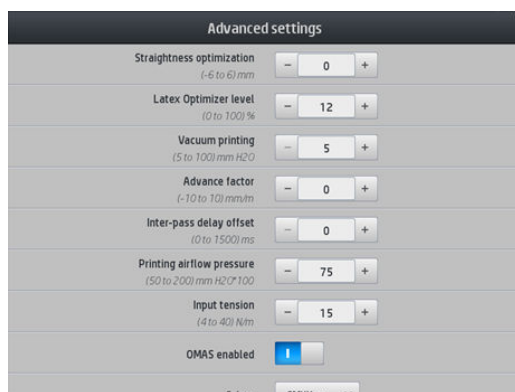 Advanced settings
Straightness optimization
(-6 to 6) mm
- 0 +
Latex Optimizer level
(0 to 100) %
- 12 +
Vacuum printing
(5 to 100) mm H2O
- 5 +
Advance factor
(-10 to 10) mm/m
- 0 +
Inter-pass delay offset
(0 to 1500) ms
- 0 +
Printing airflow pressure
(50 to 200) mm H2O*100
- 75 +
Input tension
(4 to 40) N/m
- 15 +
OMAS enabled